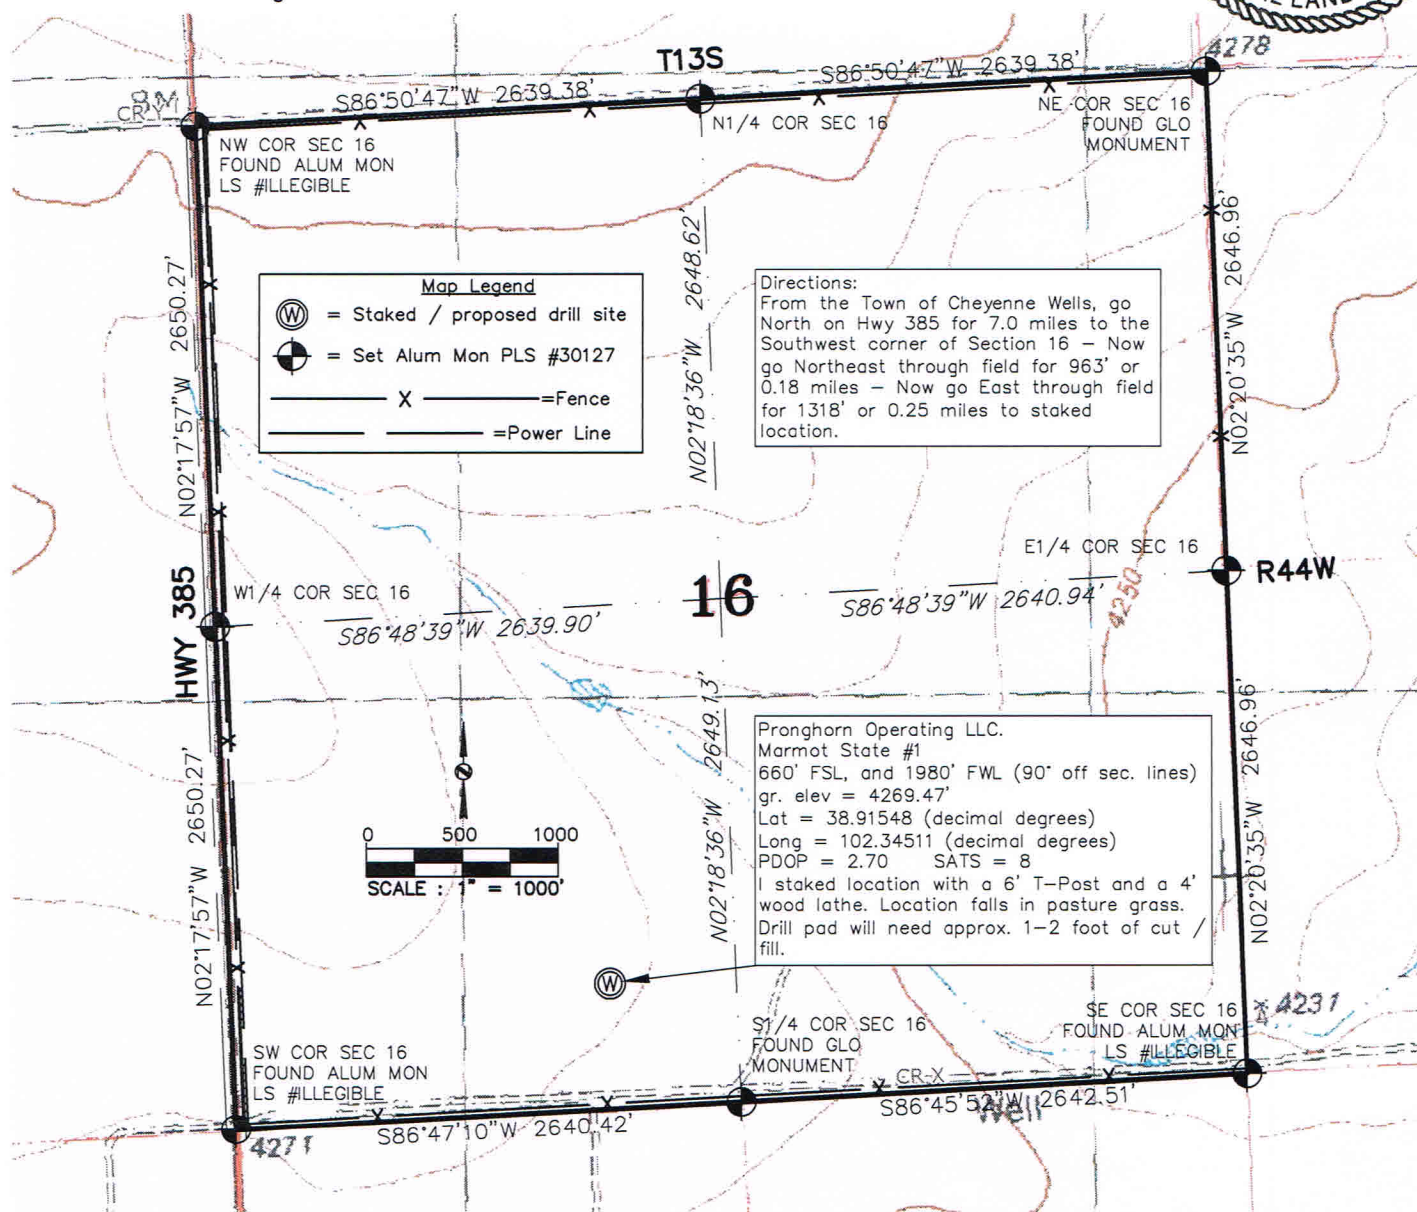 T13S
4278
S86°50'47"W 2639.38'
S86°50'47"W 2639.38'
CR-Y
NW COR SEC 16
FOUND ALUM MON
LS #ILLEGIBLE
N1/4 COR SEC 16
NE COR SEC 16
FOUND GLO
MONUMENT
N02°17'57"W 2650.27'
N02°18'36"W 2648.62'
N02°20'35"W 2646.96'
Map Legend
W = Staked / proposed drill site
= Set Alum Mon PLS #30127
X =Fence
=Power Line
Directions:
From the Town of Cheyenne Wells, go
North on Hwy 385 for 7.0 miles to the
Southwest corner of Section 16 – Now
go Northeast through field for 963' or
0.18 miles – Now go East through field
for 1318' or 0.25 miles to staked
location.
HWY 385
W1/4 COR SEC 16
S86°48'39"W 2639.90'
16
S86°48'39"W 2640.94'
E1/4 COR SEC 16
R44W
4250
N02°17'57"W 2650.27'
N02°18'36"W 2649.13'
N02°20'35"W 2646.96'
N
0 500 1000
SCALE : 1" = 1000'
Pronghorn Operating LLC.
Marmot State #1
660' FSL, and 1980' FWL (90° off sec. lines)
gr. elev = 4269.47'
Lat = 38.91548 (decimal degrees)
Long = 102.34511 (decimal degrees)
PDOP = 2.70 SATS = 8
I staked location with a 6' T-Post and a 4'
wood lathe. Location falls in pasture grass.
Drill pad will need approx. 1-2 foot of cut /
fill.
W
SW COR SEC 16
FOUND ALUM MON
LS #ILLEGIBLE
S1/4 COR SEC 16
FOUND GLO
MONUMENT
SE COR SEC 16
FOUND ALUM MON
LS #ILLEGIBLE
4231
CR-X
S86°47'10"W 2640.42'
S86°45'52"W 2642.51'
Well
4271